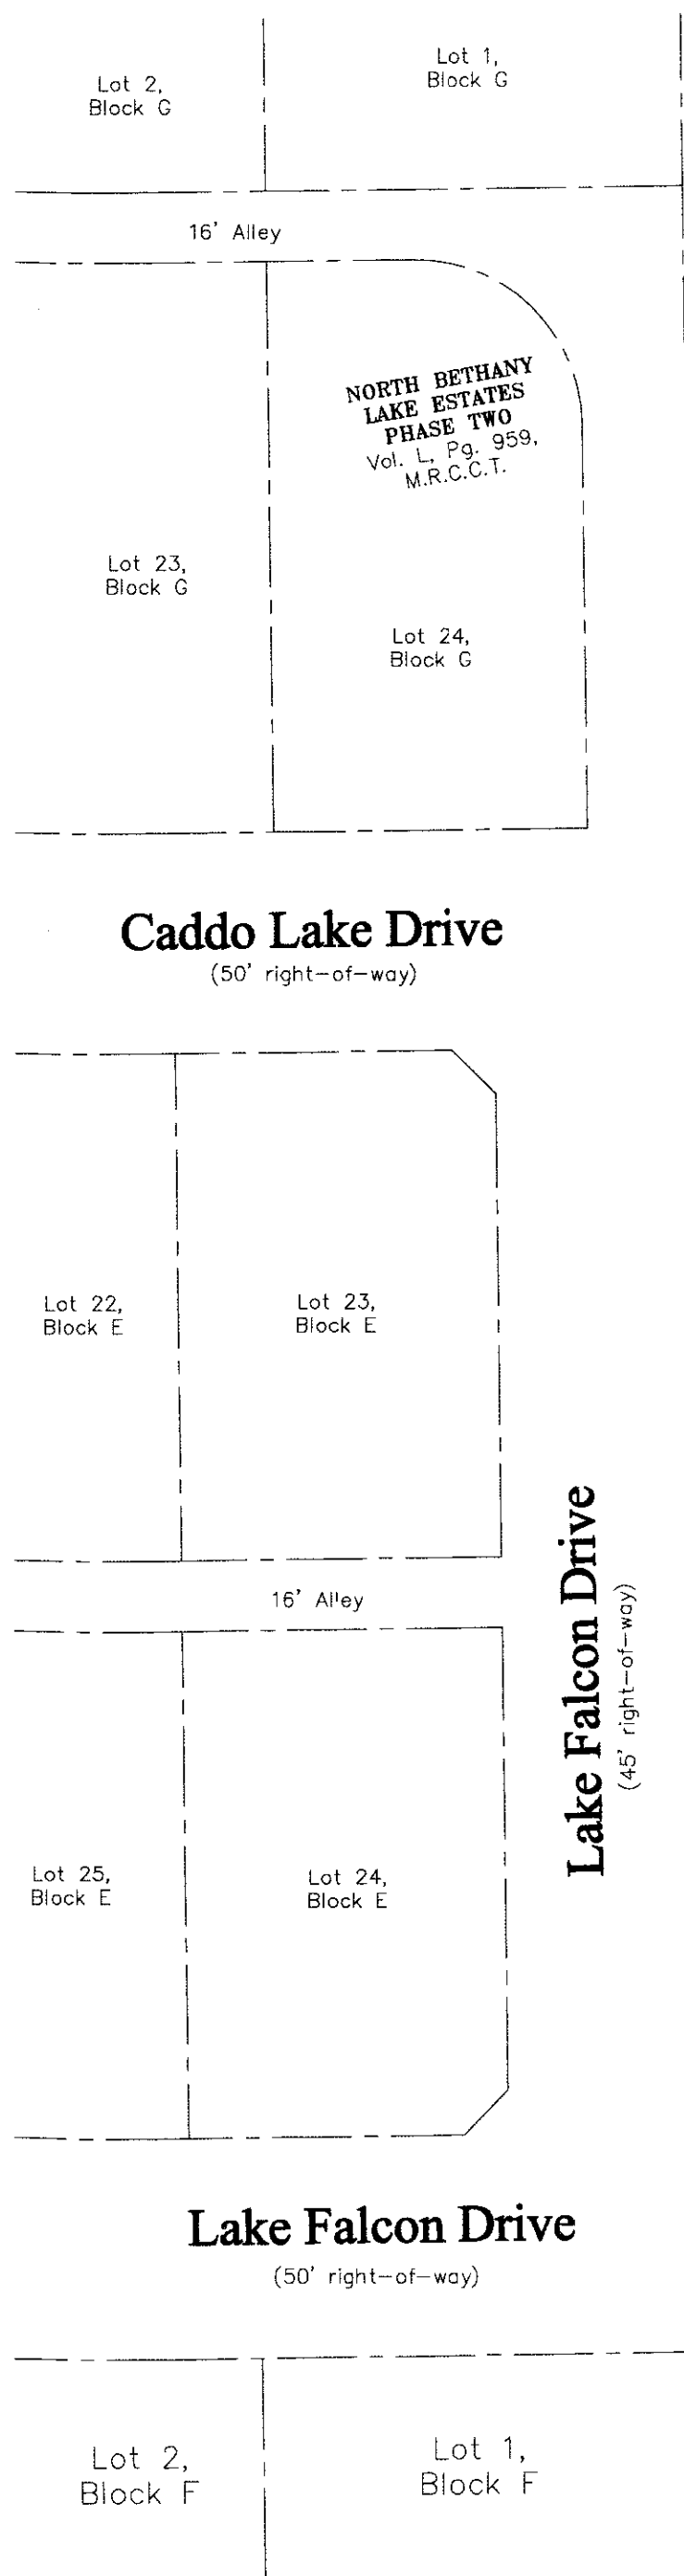 Lot 2,
Block G
Lot 1,
Block G
16' Alley
NORTH BETHANY
LAKE ESTATES
PHASE TWO
Vol. L, Pg. 959,
M.R.C.C.T.
Lot 23,
Block G
Lot 24,
Block G
Caddo Lake Drive
(50' right-of-way)
Lot 22,
Block E
Lot 23,
Block E
16' Alley
Lake Falcon Drive
(45' right-of-way)
Lot 25,
Block E
Lot 24,
Block E
Lake Falcon Drive
(50' right-of-way)
Lot 2,
Block F
Lot 1,
Block F